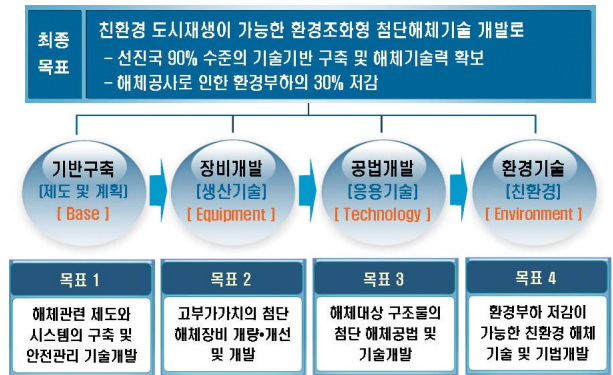 최종
목표
친환경 도시재생이 가능한 환경조화형 첨단해체기술 개발로
– 선진국 90% 수준의 기술기반 구축 및 해체기술력 확보
– 해체공사로 인한 환경부하의 30% 저감
기반구축
[제도 및 계획]
[ Base ]
장비개발
[생산기술]
[ Equipment ]
공법개발
[응용기술]
[ Technology ]
환경기술
[친환경]
[ Environment ]
목표 1
해체관련 제도와
시스템의 구축 및
안전관리 기술개발
목표 2
고부가가치의 첨단
해체장비 개량•개선
및 개발
목표 3
해체대상 구조물의
첨단 해체공법 및
기술개발
목표 4
환경부하 저감이
가능한 친환경 해체
기술 및 기법개발